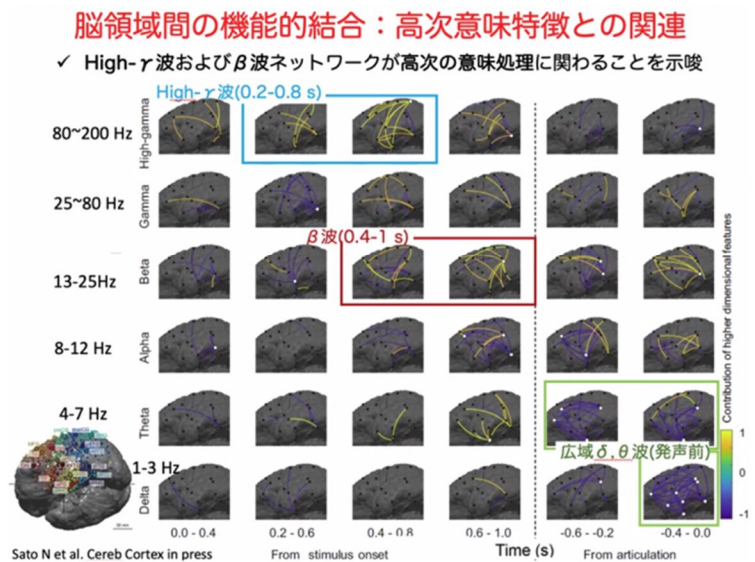 脳領域間の機能的結合：高次意味特徴との関連
✓ High-γ波およびβ波ネットワークが高次の意味処理に関わることを示唆
High-γ波(0.2-0.8 s)
80~200 Hz
High-gamma
25~80 Hz
Gamma
β波(0.4-1 s)
13-25Hz
Beta
8-12 Hz
Alpha
4-7 Hz
Theta
広域δ,θ波(発声前)
1-3 Hz
Delta
Contribution of higher dimensional features
1
0
-1
0.0 - 0.4 0.2 - 0.6 0.4 - 0.8 0.6 - 1.0 -0.6 - -0.2 -0.4 - 0.0
From stimulus onset Time (s) From articulation
Sato N et al. Cereb Cortex in press